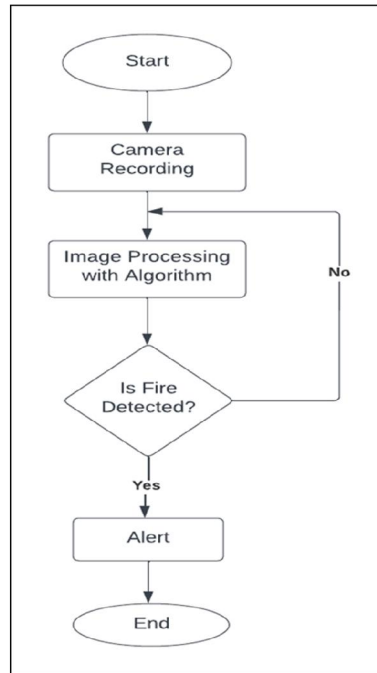 Start
Camera
Recording
Image Processing
with Algorithm
No
Is Fire
Detected?
Yes
Alert
End